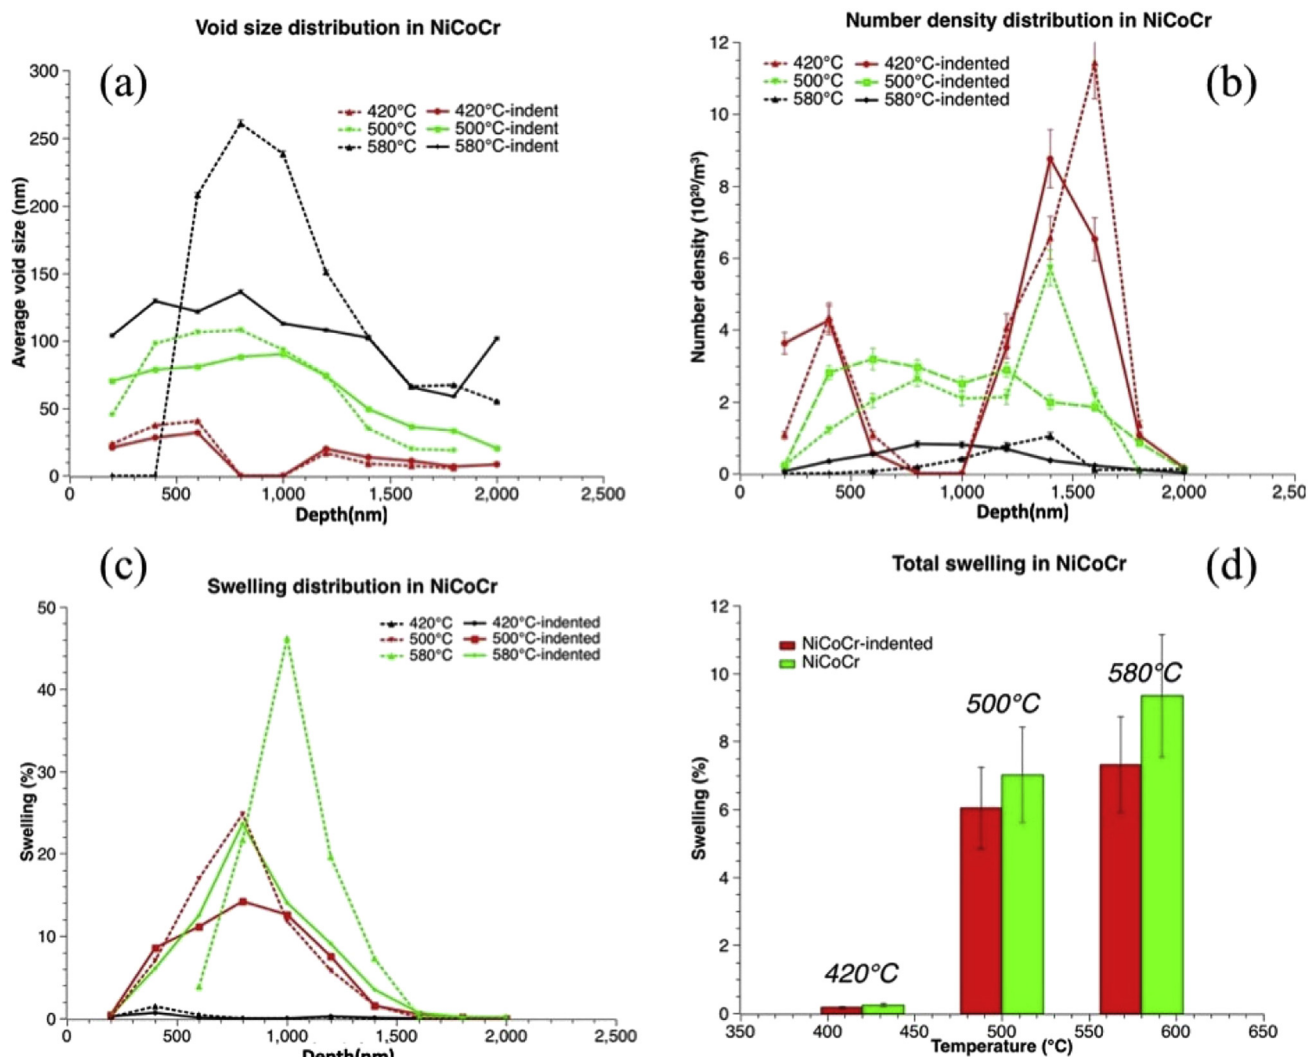 Void size distribution in NiCoCr
(a)
420°C 420°C-indent
500°C 500°C-indent
580°C 580°C-indent
Average void size (nm)
300
250
200
150
100
50
0
0 500 1,000 1,500 2,000 2,500
Depth(nm)
Number density distribution in NiCoCr
(b)
420°C 420°C-indented
500°C 500°C-indented
580°C 580°C-indented
Number density (10²⁰/m³)
12
10
8
6
4
2
0
0 500 1,000 1,500 2,000 2,50
Depth(nm)
(c)
Swelling distribution in NiCoCr
420°C 420°C-indented
500°C 500°C-indented
580°C 580°C-indented
Swelling (%)
50
40
30
20
10
0
0 500 1,000 1,500 2,000 2,500
Depth(nm)
Total swelling in NiCoCr
(d)
NiCoCr-indented
NiCoCr
420°C
500°C
580°C
Swelling (%)
12
10
8
6
4
2
0
350 400 450 500 550 600 650
Temperature (°C)